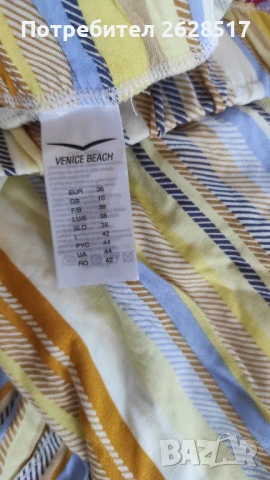 Потребител 2628517
VENICE BEACH
EUR 36
GB 10
F/B 38
LUX/E 38
SLO 36
I 42
РУС 44
UA 44
RO 42
BAZAR